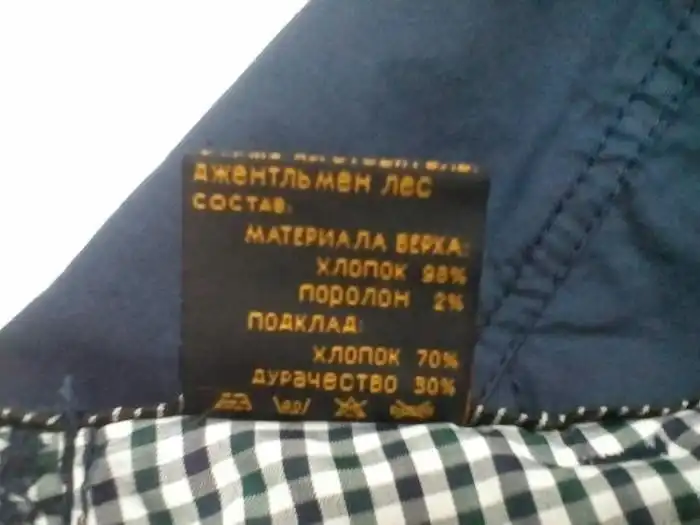 джентльмен лес
состав:
МАТЕРИАЛА ВЕРХА:
ХЛОПОК 98%
поролон 2%
подклад:
ХЛОПОК 70%
дурачество 30%